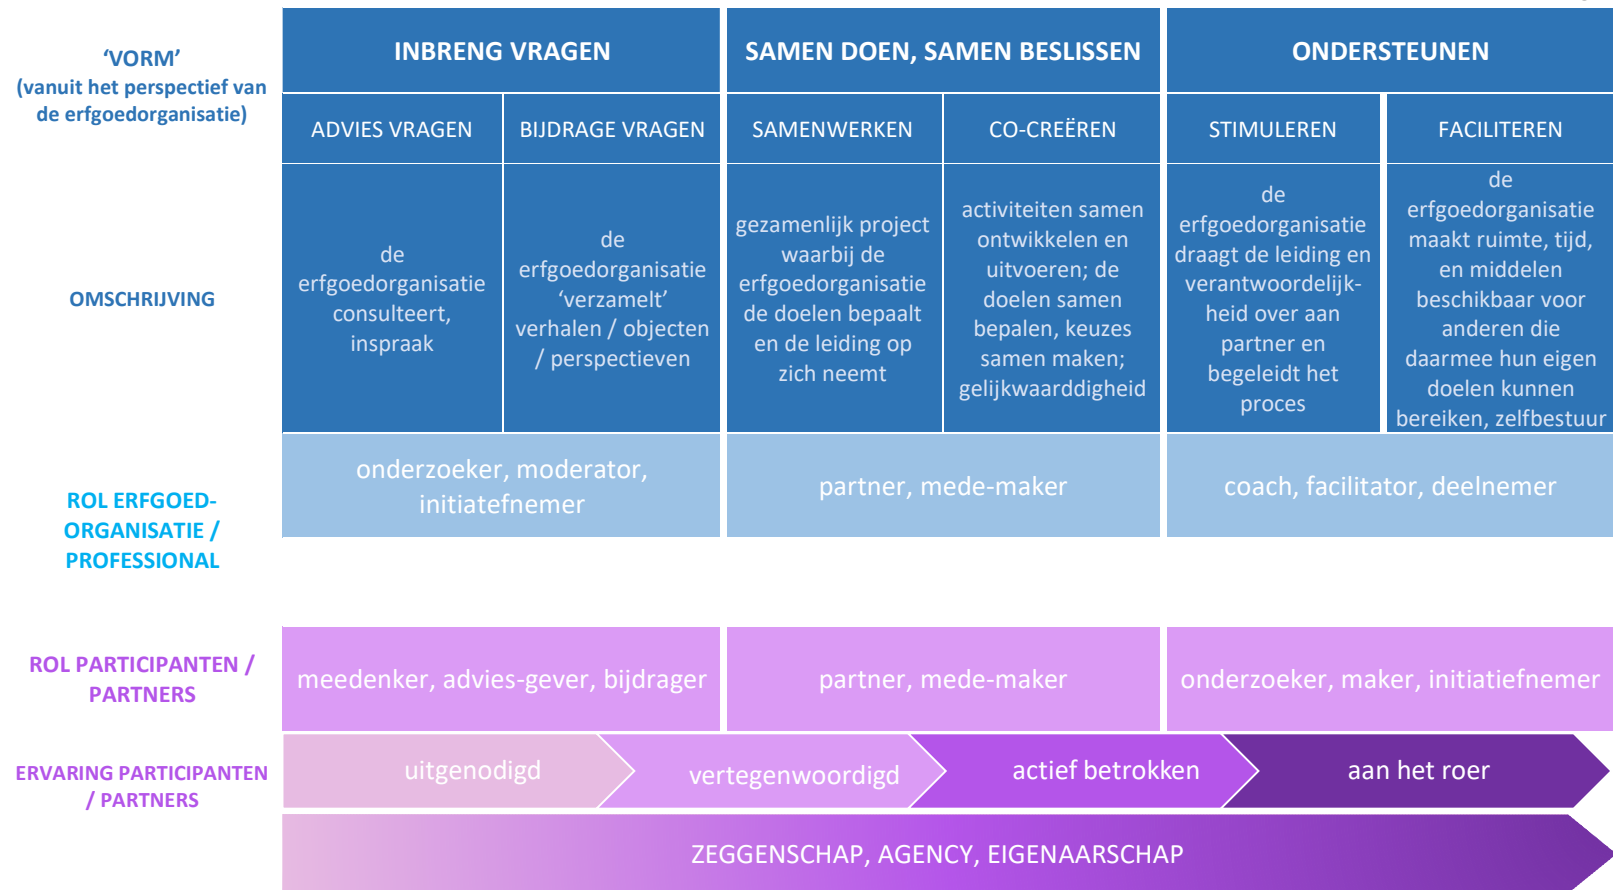 ‘VORM’
(vanuit het perspectief van
de erfgoedorganisatie)
INBRENG VRAGEN
SAMEN DOEN, SAMEN BESLISSEN
ONDERSTEUNEN
ADVIES VRAGEN
BIJDRAGE VRAGEN
SAMENWERKEN
CO-CREËREN
STIMULEREN
FACILITEREN
OMSCHRIJVING
de
erfgoedorganisatie
consulteert,
inspraak
de
erfgoedorganisatie
‘verzamelt’
verhalen / objecten
/ perspectieven
gezamenlijk project
waarbij de
erfgoedorganisatie
de doelen bepaalt
en de leiding op
zich neemt
activiteiten samen
ontwikkelen en
uitvoeren; de
doelen samen
bepalen, keuzes
samen maken;
gelijkwaarddigheid
de
erfgoedorganisatie
draagt de leiding en
verantwoordelijk-
heid over aan
partner en
begeleidt het
proces
de
erfgoedorganisatie
maakt ruimte, tijd,
en middelen
beschikbaar voor
anderen die
daarmee hun eigen
doelen kunnen
bereiken, zelfbestuur
ROL ERFGOED-
ORGANISATIE /
PROFESSIONAL
onderzoeker, moderator,
initiatefnemer
partner, mede-maker
coach, facilitator, deelnemer
ROL PARTICIPANTEN /
PARTNERS
meedenker, advies-gever, bijdrager
partner, mede-maker
onderzoeker, maker, initiatiefnemer
ERVARING PARTICIPANTEN
/ PARTNERS
uitgenodigd
vertegenwoordigd
actief betrokken
aan het roer
ZEGGENSCHAP, AGENCY, EIGENAARSCHAP